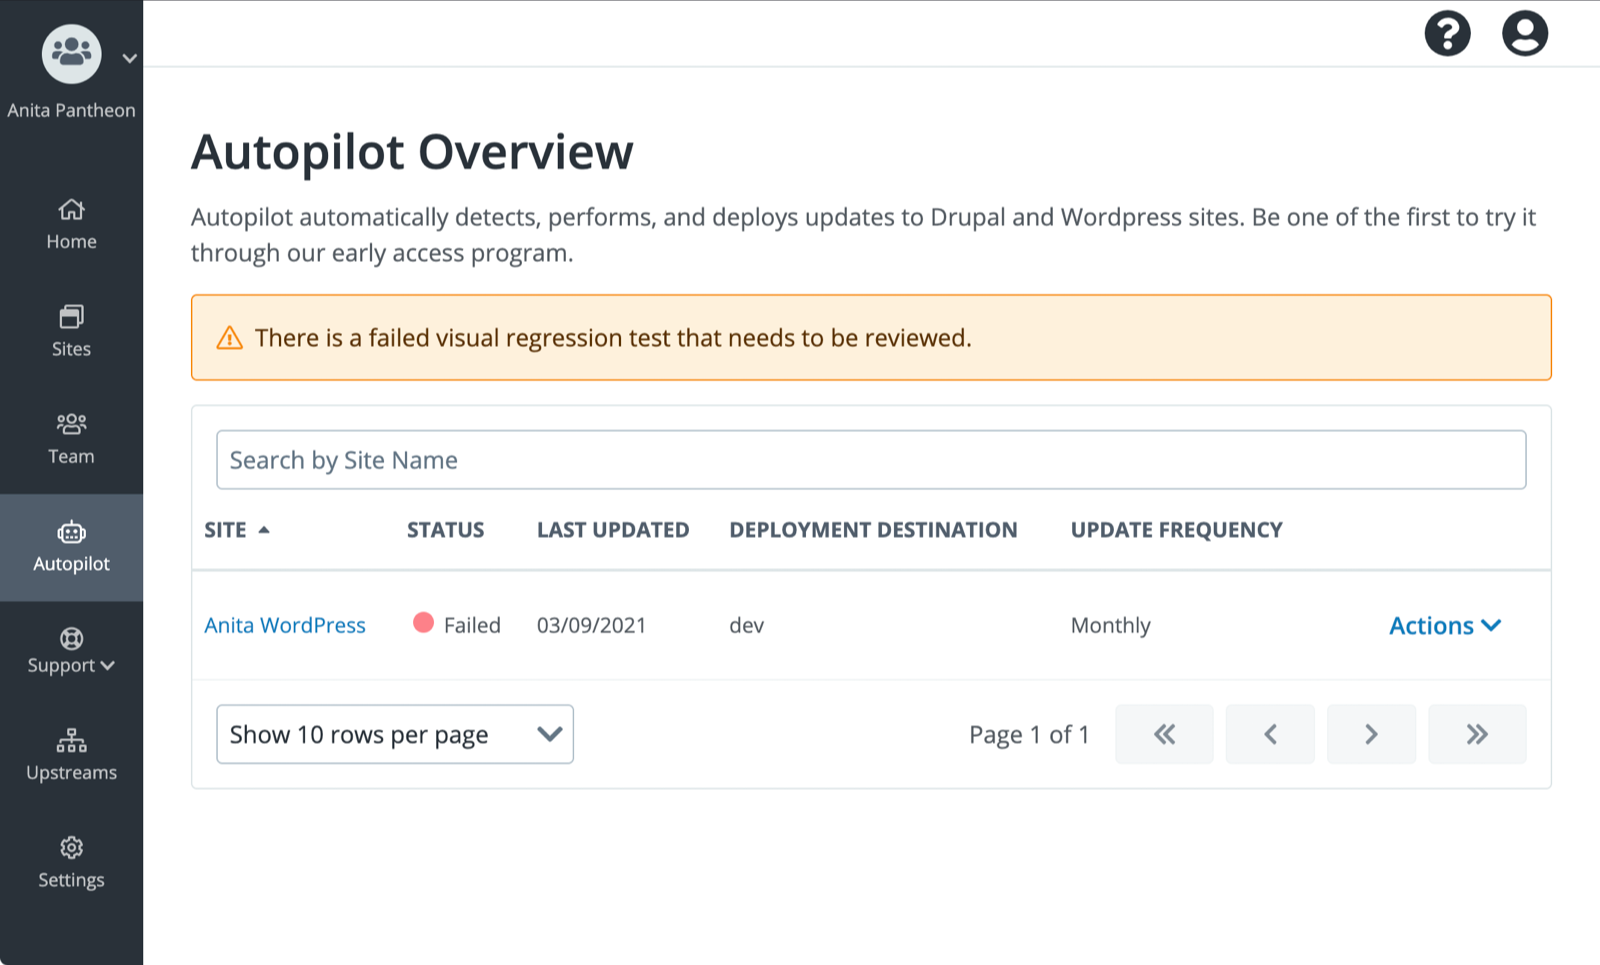 Anita Pantheon
Home
Sites
Team
Autopilot
Support
Upstreams
Settings
Autopilot Overview
Autopilot automatically detects, performs, and deploys updates to Drupal and Wordpress sites. Be one of the first to try it
through our early access program.
There is a failed visual regression test that needs to be reviewed.
Search by Site Name
SITE STATUS LAST UPDATED DEPLOYMENT DESTINATION UPDATE FREQUENCY
Anita WordPress Failed 03/09/2021 dev Monthly Actions
Show 10 rows per page Page 1 of 1